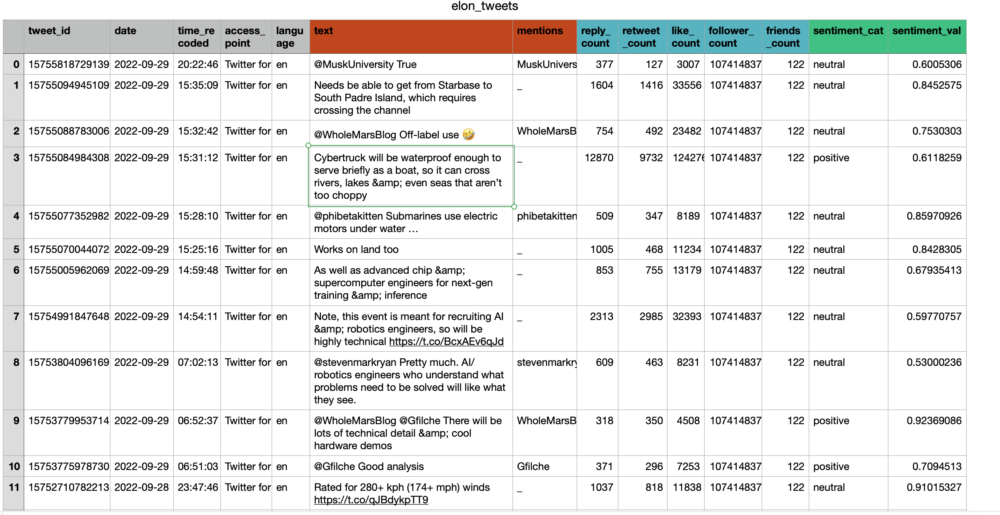 elon_tweets
tweet_id date time_re access_ langu text mentions reply_ retweet like_ follower_ friends sentiment_cat sentiment_val
coded point age count _count count count _count
0 15755818729139 2022-09-29 20:22:46 Twitter for en @MuskUniversity True MuskUnivers 377 127 3007 107414837 122 neutral 0.6005306
1 15755094945109 2022-09-29 15:35:09 Twitter for en Needs be able to get from Starbase to _ 1604 1416 33556 107414837 122 neutral 0.8452575
South Padre Island, which requires
crossing the channel
2 15755088783006 2022-09-29 15:32:42 Twitter for en @WholeMarsBlog Off-label use 🤣 WholeMarsB 754 492 23482 107414837 122 neutral 0.7530303
3 15755084984308 2022-09-29 15:31:12 Twitter for en Cybertruck will be waterproof enough to _ 12870 9732 124276 107414837 122 positive 0.6118259
serve briefly as a boat, so it can cross
rivers, lakes &amp; even seas that aren’t
too choppy
4 15755077352982 2022-09-29 15:28:10 Twitter for en @phibetakitten Submarines use electric phibetakitten 509 347 8189 107414837 122 neutral 0.85970926
motors under water …
5 15755070044072 2022-09-29 15:25:16 Twitter for en Works on land too _ 1005 468 11234 107414837 122 neutral 0.8428305
6 15755005962069 2022-09-29 14:59:48 Twitter for en As well as advanced chip &amp; _ 853 755 13179 107414837 122 neutral 0.67935413
supercomputer engineers for next-gen
training &amp; inference
7 15754991847648 2022-09-29 14:54:11 Twitter for en Note, this event is meant for recruiting AI _ 2313 2985 32393 107414837 122 neutral 0.59770757
&amp; robotics engineers, so will be
highly technical https://t.co/BcxAEv6qJd
8 15753804096169 2022-09-29 07:02:13 Twitter for en @stevenmarkryan Pretty much. AI/ stevenmarkry 609 463 8231 107414837 122 neutral 0.53000236
robotics engineers who understand what
problems need to be solved will like what
they see.
9 15753779953714 2022-09-29 06:52:37 Twitter for en @WholeMarsBlog @Gfilche There will be WholeMarsB 318 350 4508 107414837 122 positive 0.92369086
lots of technical detail &amp; cool
hardware demos
10 15753775978730 2022-09-29 06:51:03 Twitter for en @Gfilche Good analysis Gfilche 371 296 7253 107414837 122 positive 0.7094513
11 15752710782213 2022-09-28 23:47:46 Twitter for en Rated for 280+ kph (174+ mph) winds _ 1037 818 11838 107414837 122 neutral 0.91015327
https://t.co/qJBdykpTT9